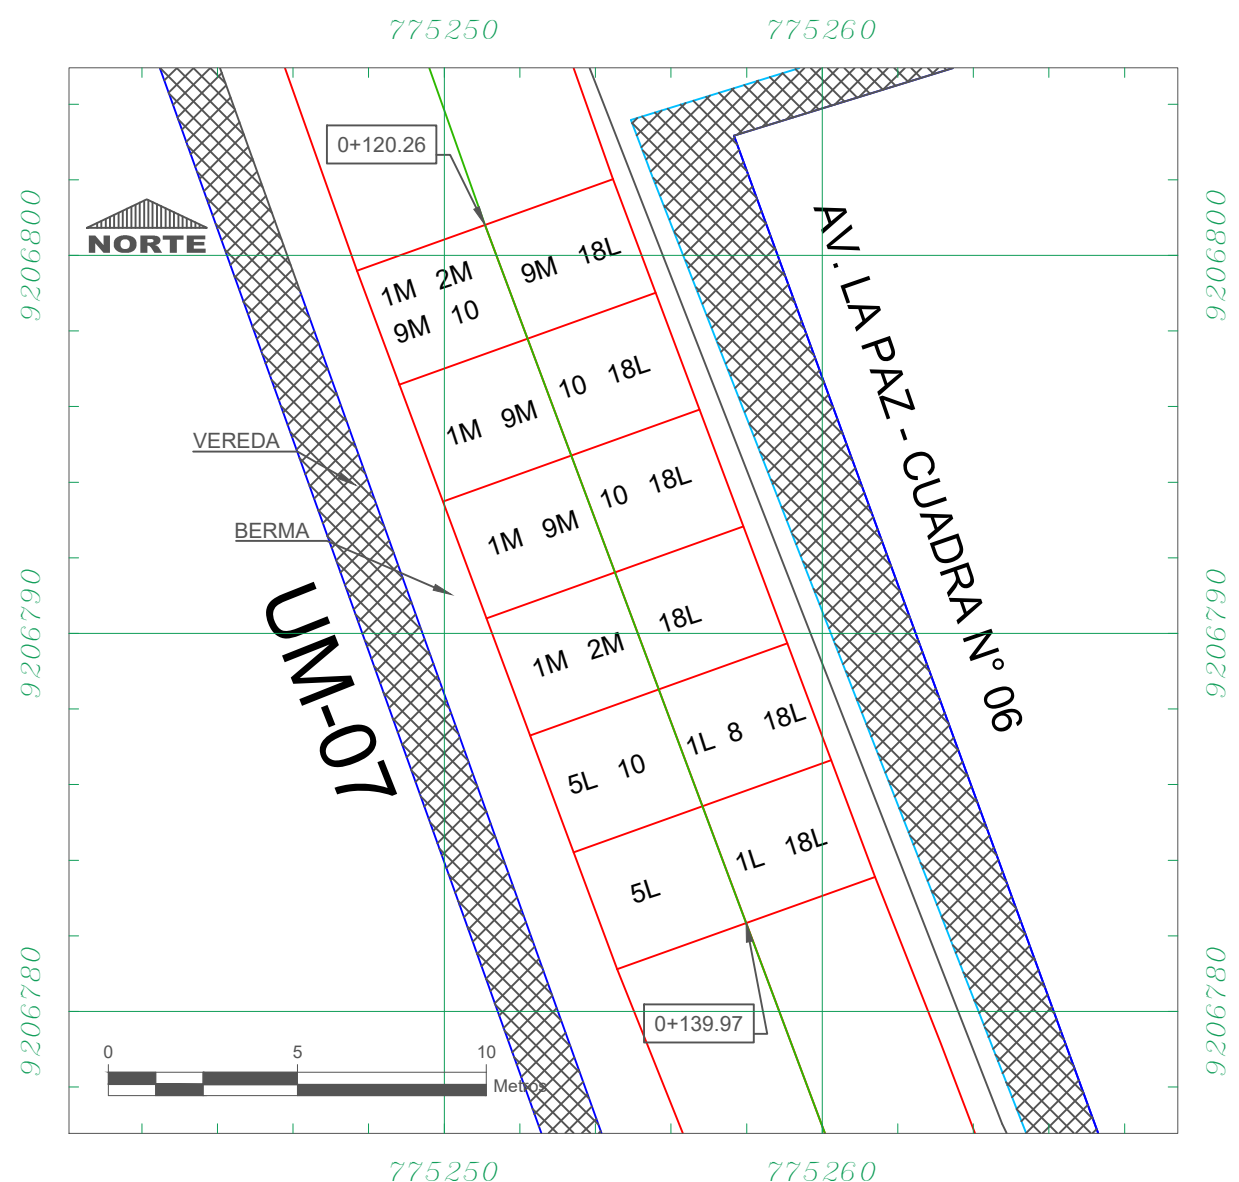 775250 775260
0+120.26
9206800 9206800
NORTE
AV. LA PAZ - CUADRA N° 06
1M 2M 9M 18L
9M 10
1M 9M 10 18L
VEREDA
1M 9M 10 18L
BERMA
9206790 9206790
UM-07
1M 2M 18L
5L 10 1L 8 18L
5L 1L 18L
9206780 9206780
0+139.97
0 5 10
Metros
775250 775260